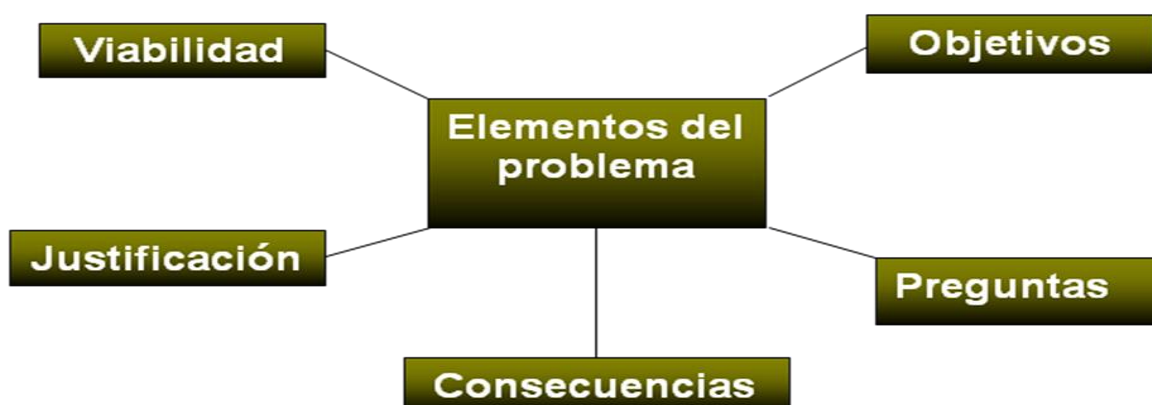 Viabilidad
Objetivos
Elementos del
problema
Justificación
Preguntas
Consecuencias